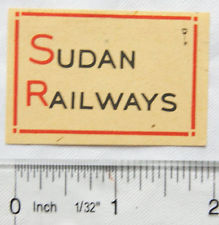 SUDAN
RAILWAYS
0 Inch 1/32" 1 2